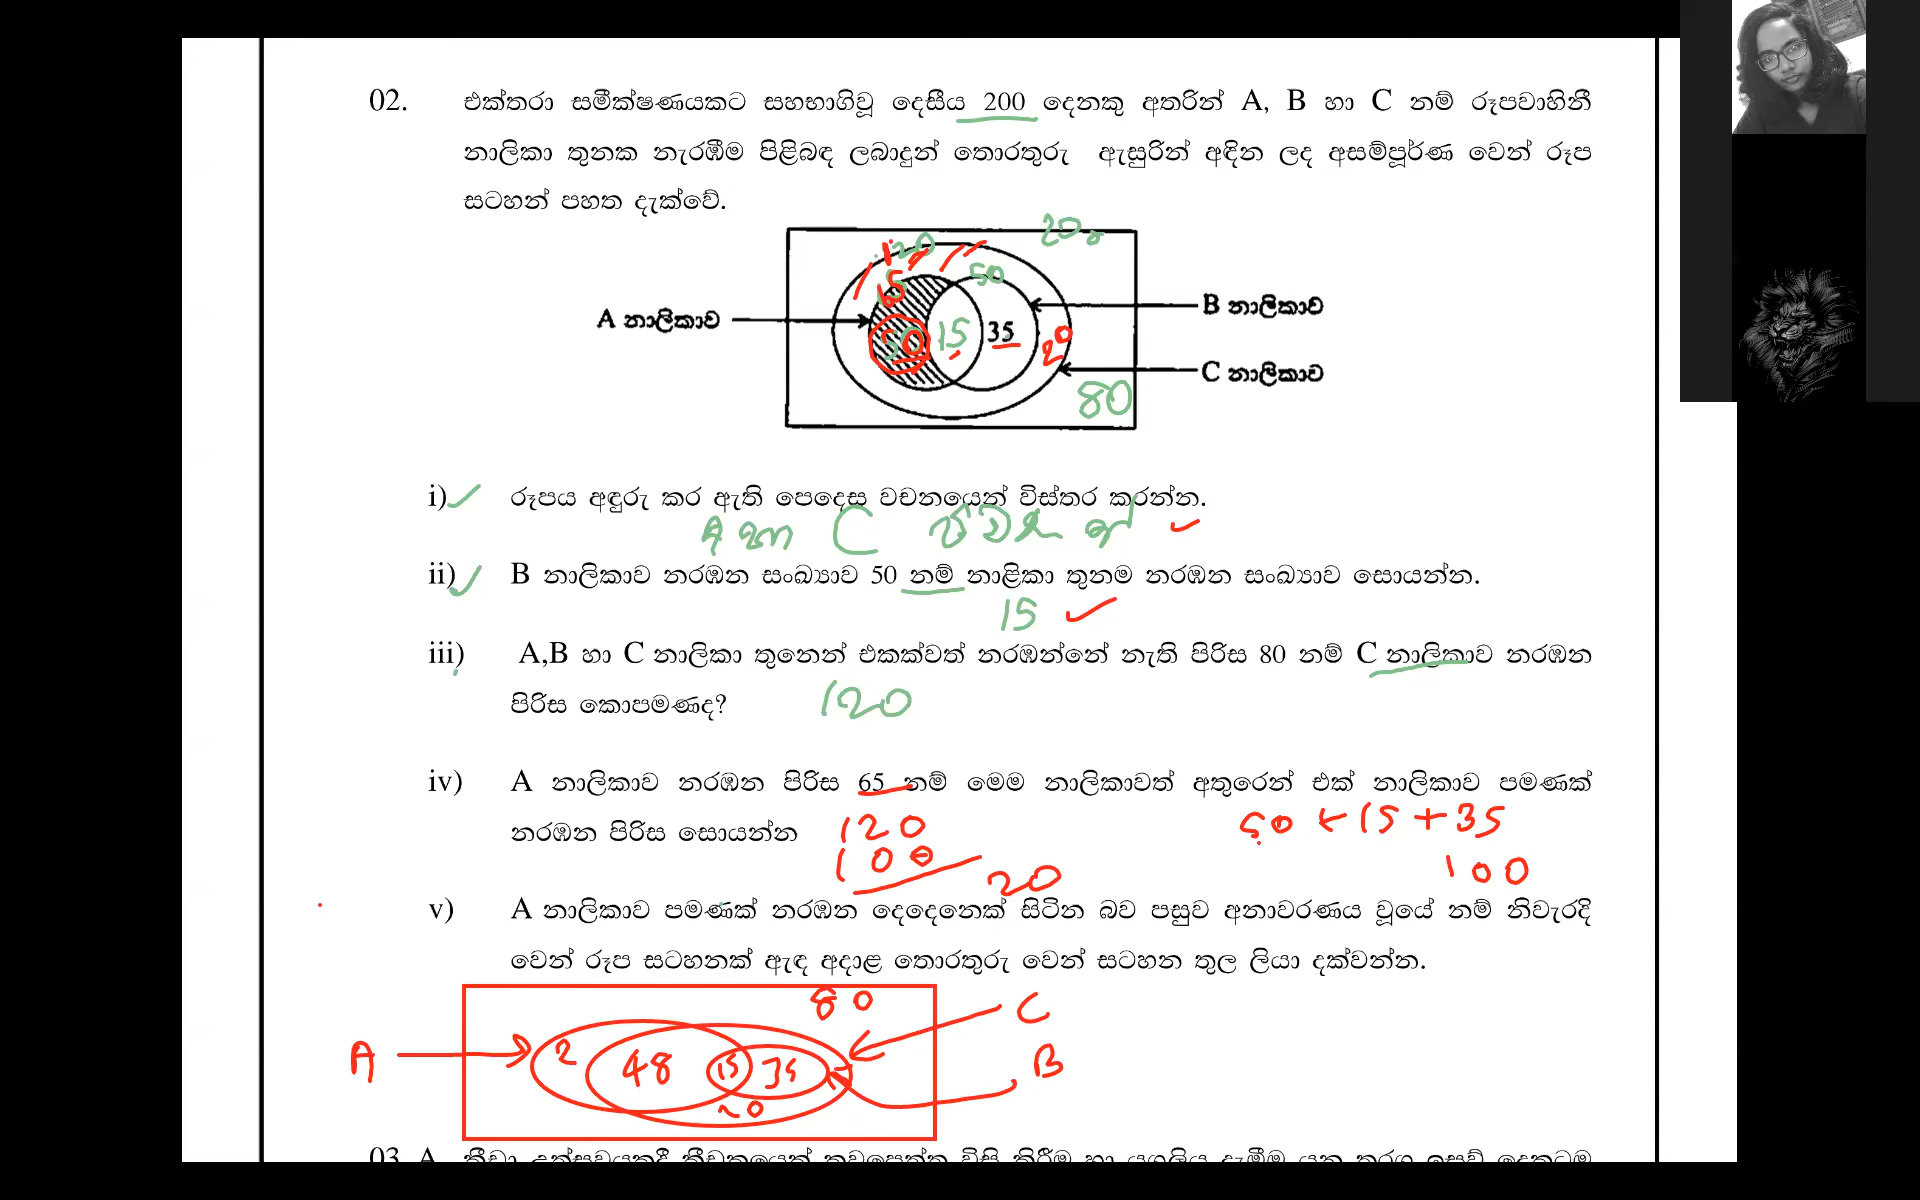 02. එක්තරා සමීක්ෂණයකට සහභාගිවූ දෙසීය 200 දෙනකු අතරින් A, B හා C නම් රූපවාහිනී
නාලිකා තුනක නැරඹීම පිළිබඳ ලබාදුන් තොරතුරු ඇසුරින් අඳින ලද අසම්පූර්ණ වෙන් රූප
සටහන් පහත දැක්වේ.
200
120
50
15
65
A නාලිකාව
50 15 35 20
B නාලිකාව
C නාලිකාව
80
i) රූපය අඳුරු කර ඇති පෙදෙස වචනයෙන් විස්තර කරන්න.
A හා C
ii) B නාලිකාව නරඹන සංඛ්‍යාව 50 නම් නාළිකා තුනම නරඹන සංඛ්‍යාව සොයන්න.
15
iii) A,B හා C නාලිකා තුනෙන් එකක්වත් නරඹන්නේ නැති පිරිස 80 නම් C නාලිකාව නරඹන
පිරිස කොපමණද?
120
iv) A නාලිකාව නරඹන පිරිස 65 නම් මෙම නාලිකාවත් අතුරෙන් එක් නාලිකාව පමණක්
නරඹන පිරිස සොයන්න
120
50 + 15 + 35
100
20
100
v) A නාලිකාව පමණක් නරඹන දෙදෙනෙක් සිටින බව පසුව අනාවරණය වූයේ නම් නිවැරදි
වෙන් රූප සටහනක් ඇඳ අදාළ තොරතුරු වෙන් සටහන තුල ලියා දක්වන්න.
80
C
A
2 48 15 35
B
20